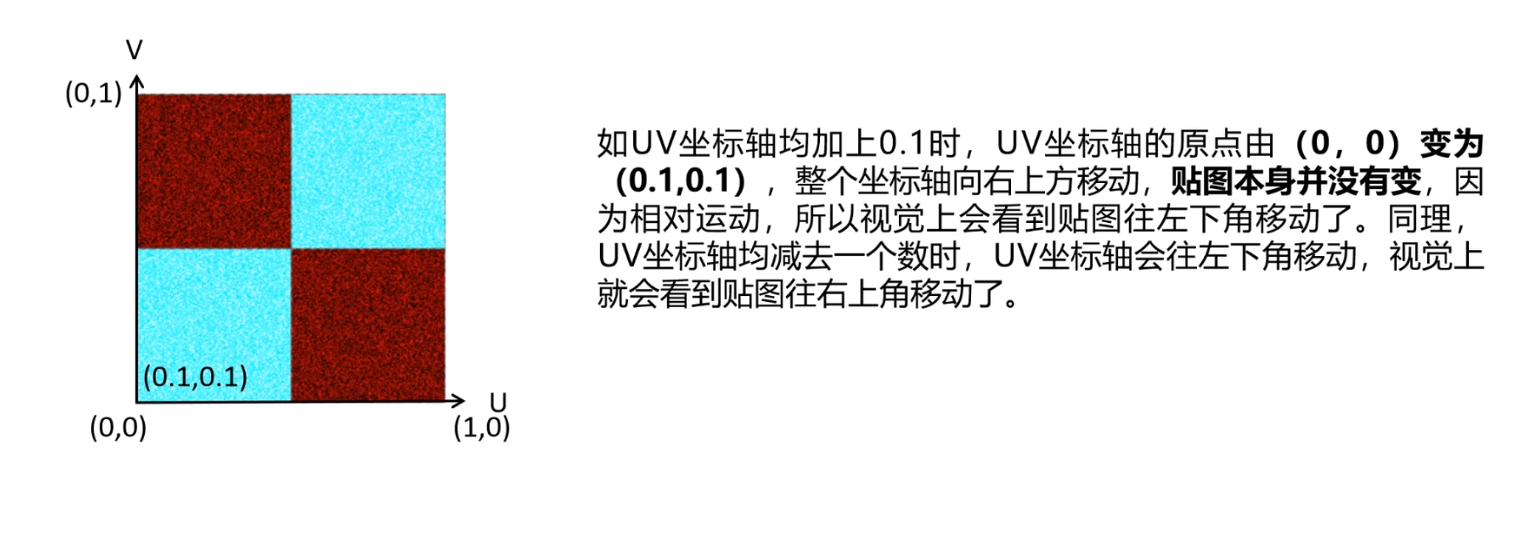 V
(0,1)
(0.1,0.1)
U
(0,0)
(1,0)
如UV坐标轴均加上0.1时，UV坐标轴的原点由（0，0）变为
（0.1,0.1），整个坐标轴向右上方移动，贴图本身并没有变，因
为相对运动，所以视觉上会看到贴图往左下角移动了。同理，
UV坐标轴均减去一个数时，UV坐标轴会往左下角移动，视觉上
就会看到贴图往右上角移动了。